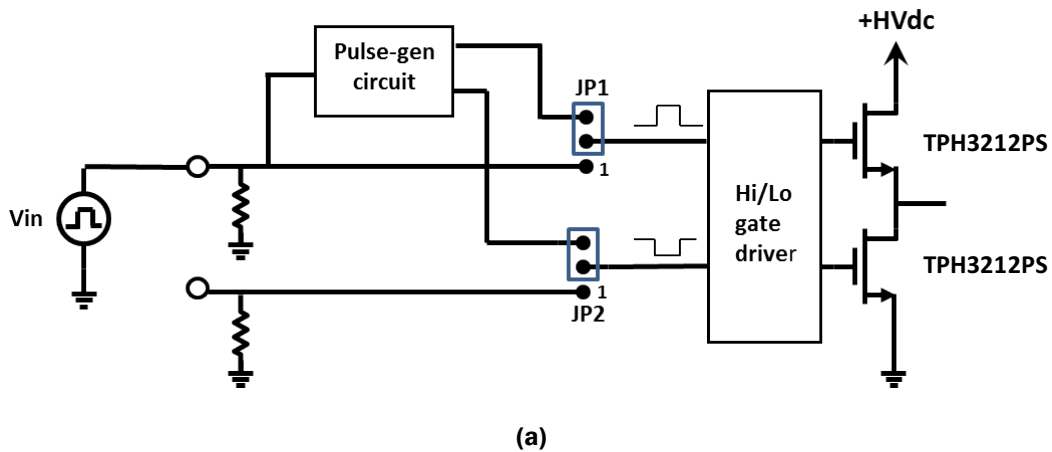 +HVdc
Pulse-gen
circuit
JP1
TPH3212PS
1
Vin
Hi/Lo
gate
driver
TPH3212PS
1
JP2
(a)